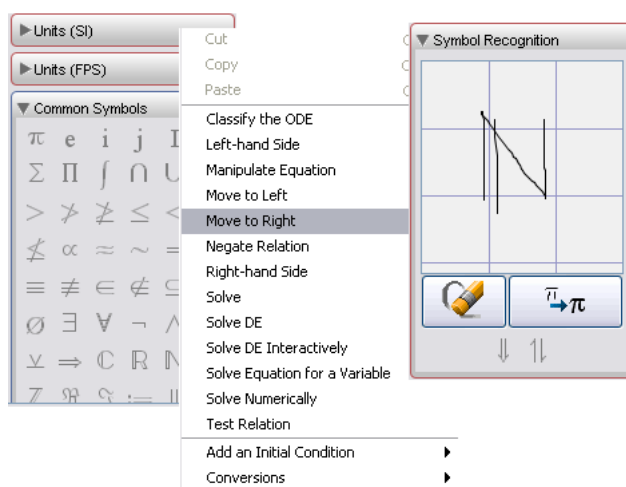 ▶Units (SI)
▶Units (FPS)
▼ Common Symbols
π e i j I
Σ Π ∫ ∩ ∪
> ≯ ≱ ≤ <
≰ ∝ ≈ ~ =
≡ ≢ ∈ ∉ ⊆
∅ ∃ ∀ ¬ ∧
⊻ ⇒ ℂ ℝ ℕ
ℤ ℜ ℑ :=
Cut
Copy
Paste
Classify the ODE
Left-hand Side
Manipulate Equation
Move to Left
Move to Right
Negate Relation
Right-hand Side
Solve
Solve DE
Solve DE Interactively
Solve Equation for a Variable
Solve Numerically
Test Relation
Add an Initial Condition ▶
Conversions ▶
▼ Symbol Recognition
ℕ
π→π
⇓ ⥮